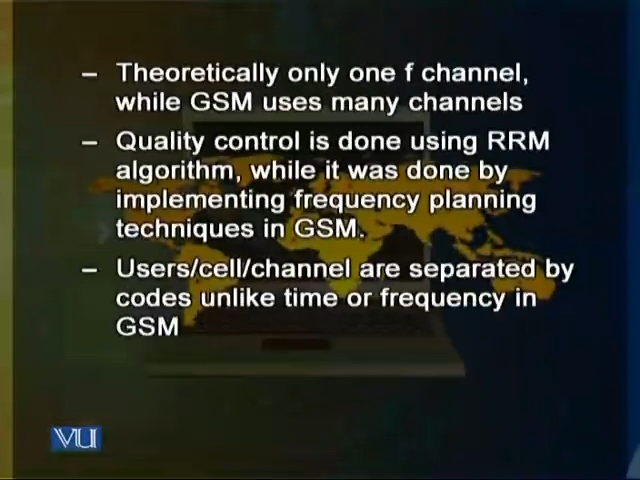 – Theoretically only one f channel,
while GSM uses many channels
– Quality control is done using RRM
algorithm, while it was done by
implementing frequency planning
techniques in GSM.
– Users/cell/channel are separated by
codes unlike time or frequency in
GSM
VU